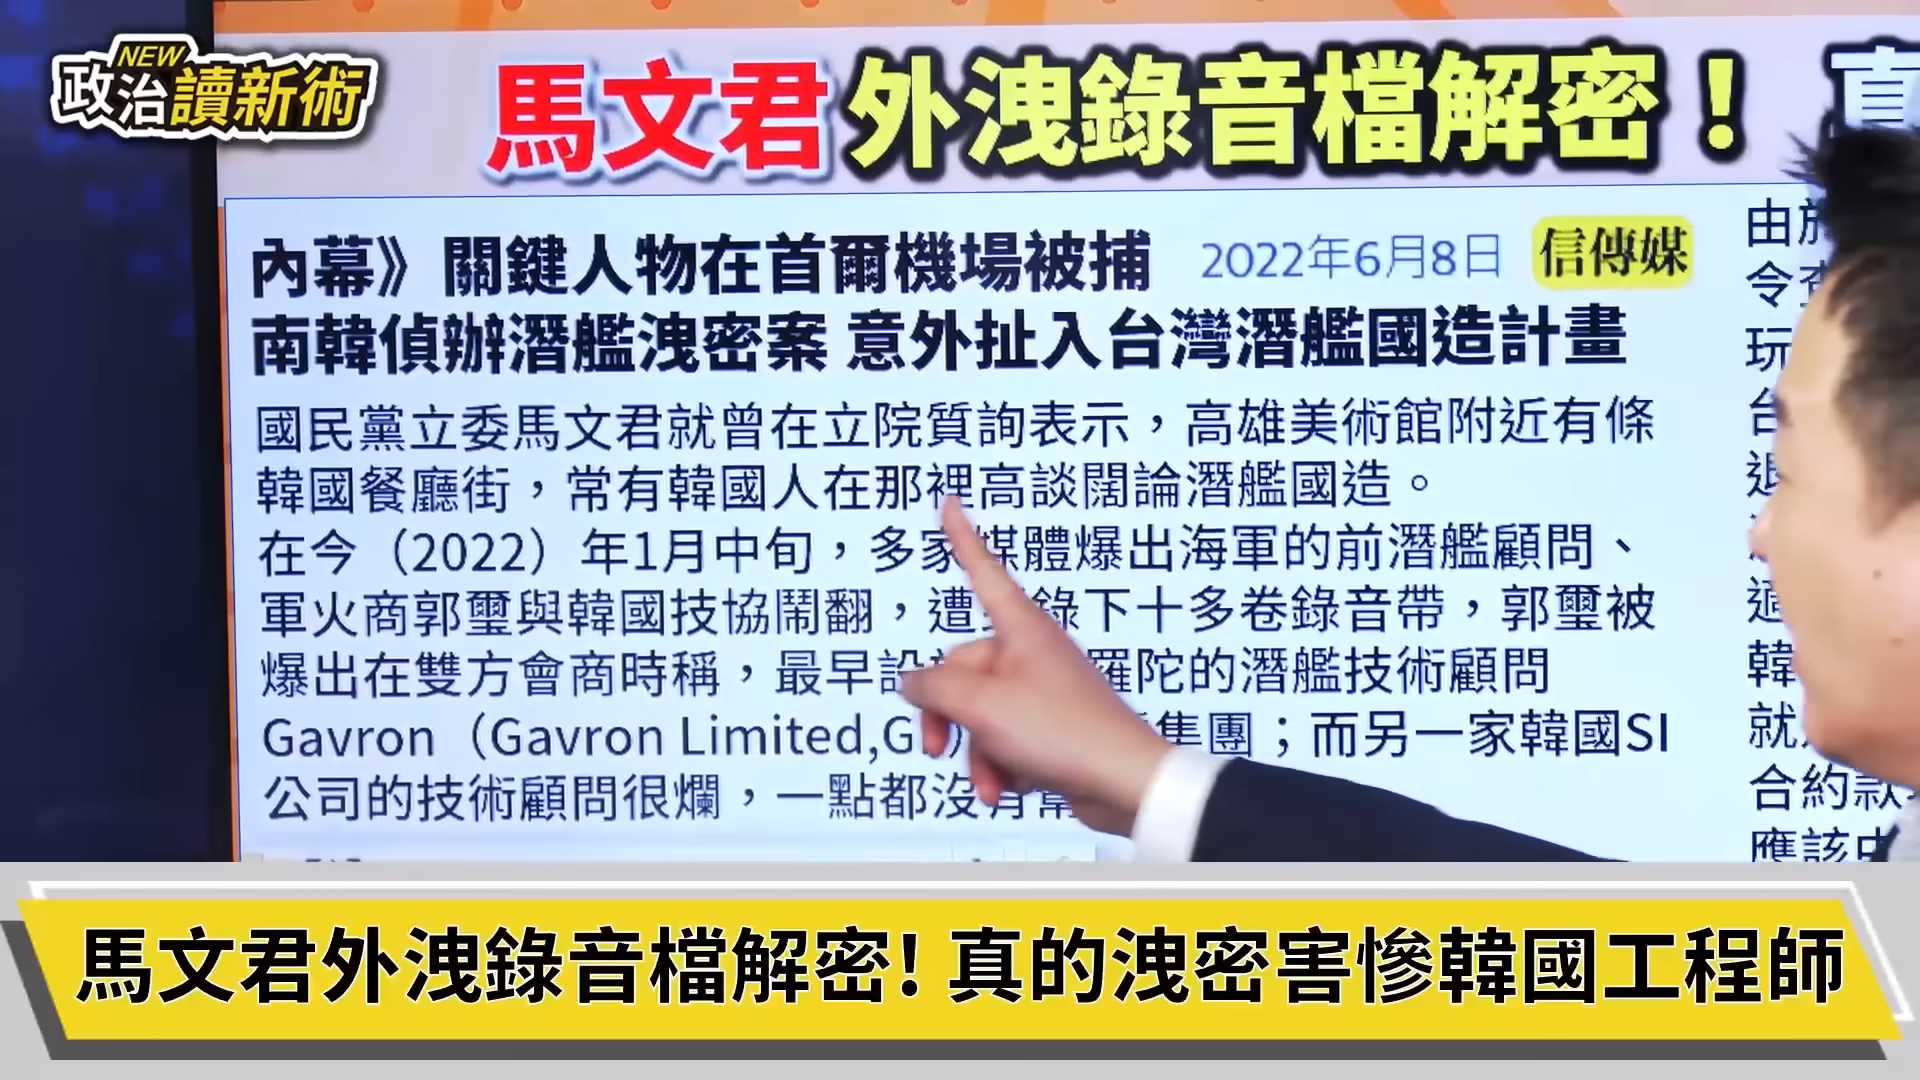 NEW
政治讀新術
馬文君外洩錄音檔解密！
內幕》關鍵人物在首爾機場被捕 2022年6月8日 信傳媒
南韓偵辦潛艦洩密案 意外扯入台灣潛艦國造計畫
國民黨立委馬文君就曾在立院質詢表示，高雄美術館附近有條
韓國餐廳街，常有韓國人在那裡高談闊論潛艦國造。
在今（2022）年1月中旬，多家媒體爆出海軍的前潛艦顧問、
軍火商郭璽與韓國技協鬧翻，遭 錄下十多卷錄音帶，郭璽被
爆出在雙方會商時稱，最早設 羅陀的潛艦技術顧問
Gavron（Gavron Limited, 集團；而另一家韓國SI
公司的技術顧問很爛，一點都沒有
由
令
玩
台
韓
就
合約款
應該
馬文君外洩錄音檔解密! 真的洩密害慘韓國工程師